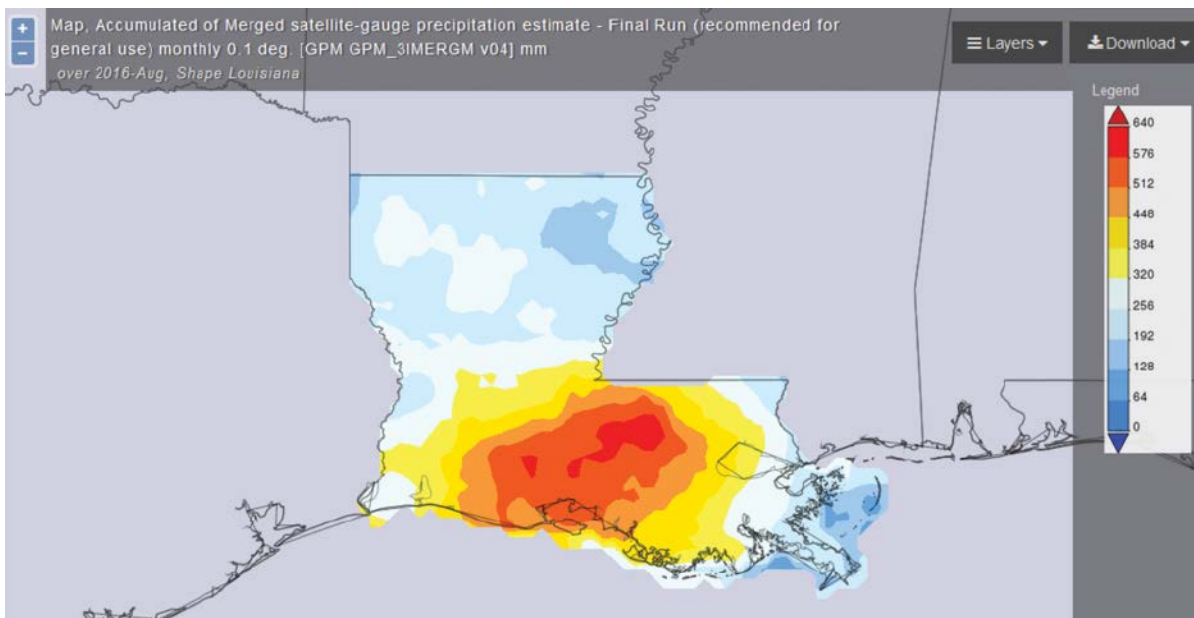 +
−
Map, Accumulated of Merged satellite-gauge precipitation estimate - Final Run (recommended for
general use) monthly 0.1 deg. [GPM GPM_3IMERGM v04] mm
over 2016-Aug, Shape Louisiana
Layers
Download
Legend
640
576
512
448
384
320
256
192
128
64
0